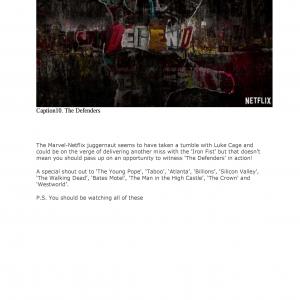 DEFEND
NETFLIX
Caption10. The Defenders
The Marvel-Netflix juggernaut seems to have taken a tumble with Luke Cage and
could be on the verge of delivering another miss with the 'Iron Fist' but that doesn't
mean you should pass up on an opportunity to witness 'The Defenders' in action!
A special shout out to 'The Young Pope', 'Taboo', 'Atlanta', 'Billions', 'Silicon Valley',
'The Walking Dead', 'Bates Motel', 'The Man in the High Castle', 'The Crown' and
'Westworld'.
P.S. You should be watching all of these